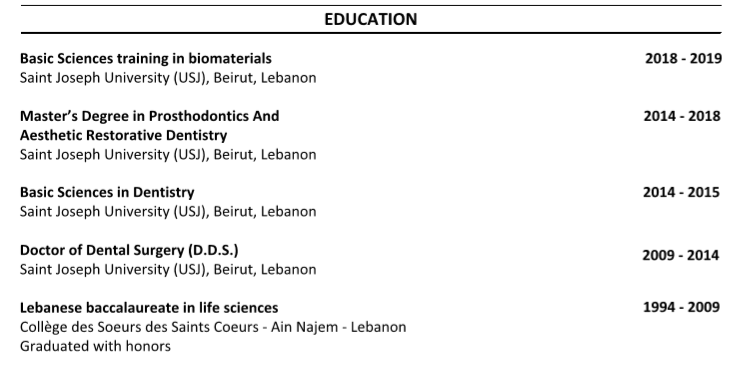 EDUCATION
Basic Sciences training in biomaterials 2018 - 2019
Saint Joseph University (USJ), Beirut, Lebanon
Master’s Degree in Prosthodontics And 2014 - 2018
Aesthetic Restorative Dentistry
Saint Joseph University (USJ), Beirut, Lebanon
Basic Sciences in Dentistry 2014 - 2015
Saint Joseph University (USJ), Beirut, Lebanon
Doctor of Dental Surgery (D.D.S.) 2009 - 2014
Saint Joseph University (USJ), Beirut, Lebanon
Lebanese baccalaureate in life sciences 1994 - 2009
Collège des Soeurs des Saints Coeurs - Ain Najem - Lebanon
Graduated with honors